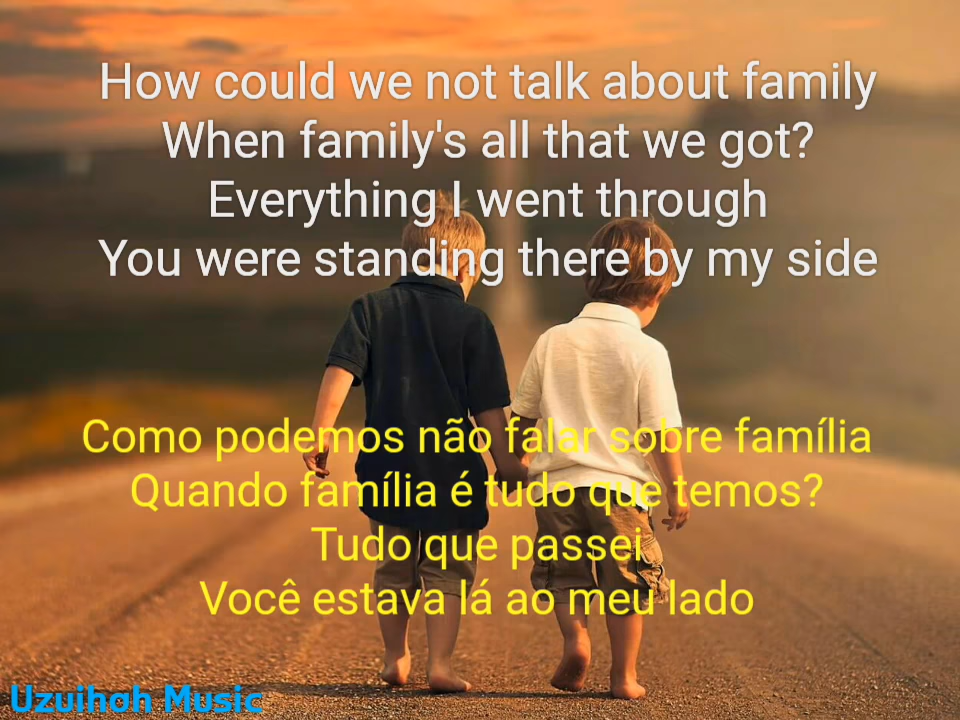 How could we not talk about family
When family's all that we got?
Everything I went through
You were standing there by my side
Como podemos não falar sobre família
Quando família é tudo que temos?
Tudo que passei
Você estava lá ao meu lado
Uzuihah Music